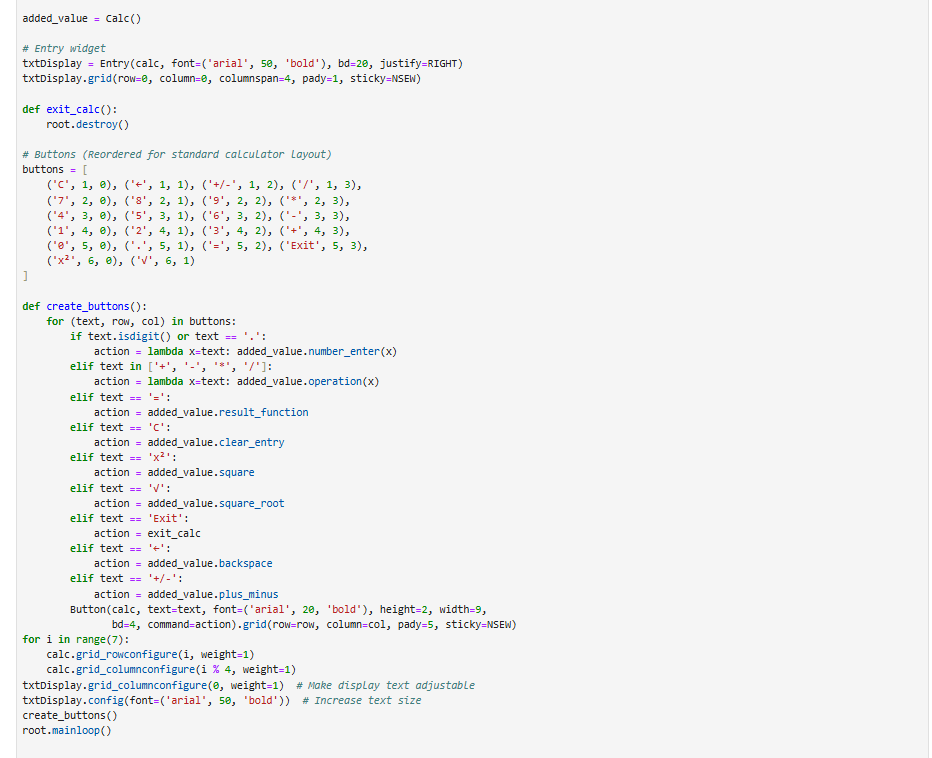 added_value = Calc()
# Entry widget
txtDisplay = Entry(calc, font=('arial', 50, 'bold'), bd=20, justify=RIGHT)
txtDisplay.grid(row=0, column=0, columnspan=4, pady=1, sticky=NSEW)
def exit_calc():
    root.destroy()
# Buttons (Reordered for standard calculator layout)
buttons = [
    ('C', 1, 0), ('←', 1, 1), ('+/-', 1, 2), ('/', 1, 3),
    ('7', 2, 0), ('8', 2, 1), ('9', 2, 2), ('*', 2, 3),
    ('4', 3, 0), ('5', 3, 1), ('6', 3, 2), ('-', 3, 3),
    ('1', 4, 0), ('2', 4, 1), ('3', 4, 2), ('+', 4, 3),
    ('0', 5, 0), ('.', 5, 1), ('=', 5, 2), ('Exit', 5, 3),
    ('x²', 6, 0), ('√', 6, 1)
]
def create_buttons():
    for (text, row, col) in buttons:
        if text.isdigit() or text == '.':
            action = lambda x=text: added_value.number_enter(x)
        elif text in ['+', '-', '*', '/']:
            action = lambda x=text: added_value.operation(x)
        elif text == '=':
            action = added_value.result_function
        elif text == 'C':
            action = added_value.clear_entry
        elif text == 'x²':
            action = added_value.square
        elif text == '√':
            action = added_value.square_root
        elif text == 'Exit':
            action = exit_calc
        elif text == '←':
            action = added_value.backspace
        elif text == '+/-':
            action = added_value.plus_minus
        Button(calc, text=text, font=('arial', 20, 'bold'), height=2, width=9,
               bd=4, command=action).grid(row=row, column=col, pady=5, sticky=NSEW)
for i in range(7):
    calc.grid_rowconfigure(i, weight=1)
    calc.grid_columnconfigure(i % 4, weight=1)
txtDisplay.grid_columnconfigure(0, weight=1)  # Make display text adjustable
txtDisplay.config(font=('arial', 50, 'bold'))  # Increase text size
create_buttons()
root.mainloop()